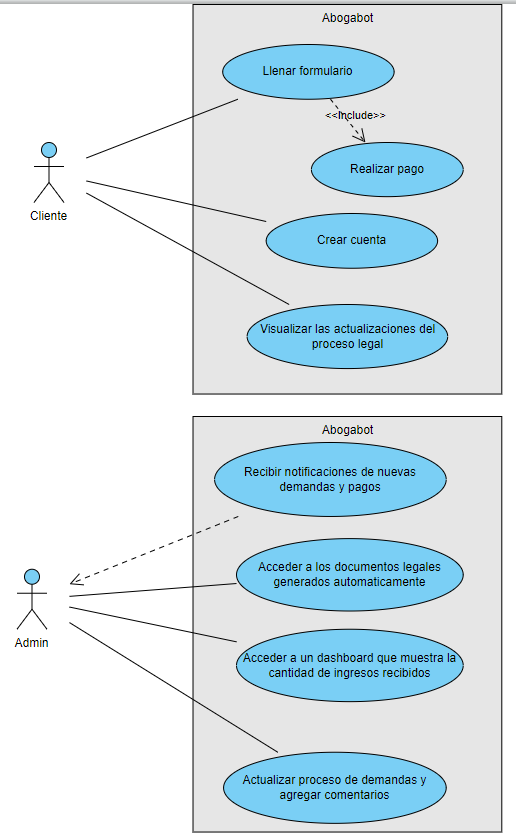 Abogabot
Llenar formulario
<<Include>>
Realizar pago
Cliente
Crear cuenta
Visualizar las actualizaciones del
proceso legal
Abogabot
Recibir notificaciones de nuevas
demandas y pagos
Acceder a los documentos legales
generados automaticamente
Admin
Acceder a un dashboard que muestra la
cantidad de ingresos recibidos
Actualizar proceso de demandas y
agregar comentarios